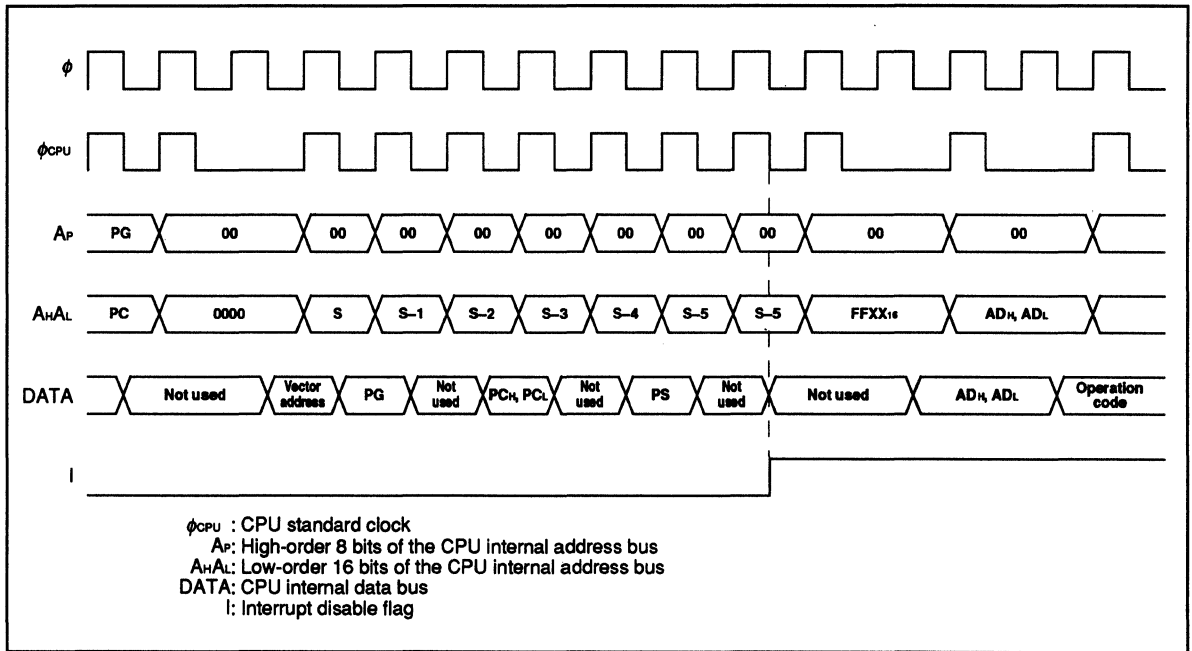 ϕ
ϕCPU
AP PG 00 00 00 00 00 00 00 00 00 00
AHAL PC 0000 S S–1 S–2 S–3 S–4 S–5 S–5 FFXX16 ADH, ADL
DATA Not used Vector address PG Not used PCH, PCL Not used PS Not used Not used ADH, ADL Operation code
I
ϕCPU : CPU standard clock
AP: High-order 8 bits of the CPU internal address bus
AHAL: Low-order 16 bits of the CPU internal address bus
DATA: CPU internal data bus
I: Interrupt disable flag